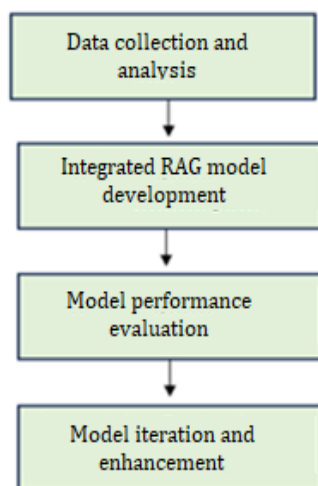 Data collection and
analysis
Integrated RAG model
development
Model performance
evaluation
Model iteration and
enhancement